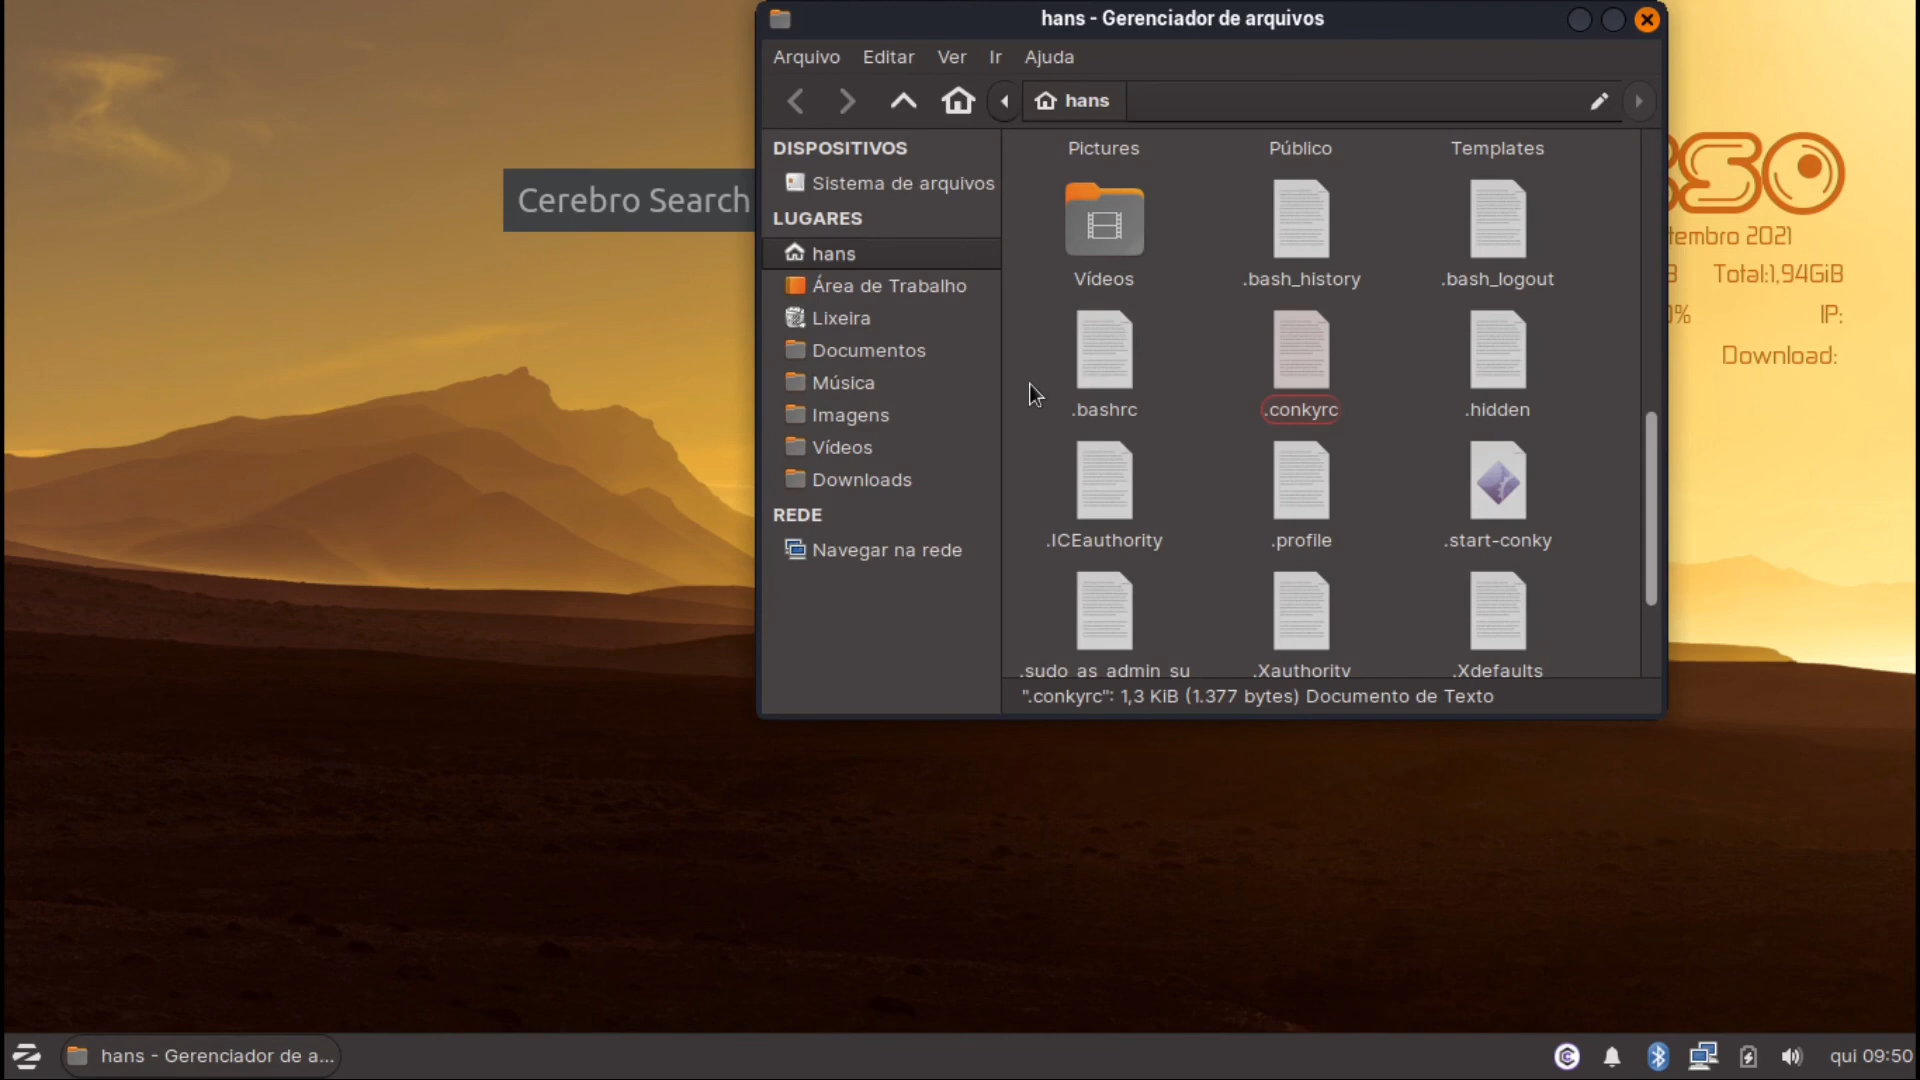 hans - Gerenciador de arquivos
Arquivo Editar Ver Ir Ajuda
hans
DISPOSITIVOS
Sistema de arquivos
LUGARES
hans
Área de Trabalho
Lixeira
Documentos
Música
Imagens
Vídeos
Downloads
REDE
Navegar na rede
Pictures Público Templates
Vídeos .bash_history .bash_logout
.bashrc .conkyrc .hidden
.ICEauthority .profile .start-conky
.sudo_as_admin_su .Xauthority .Xdefaults
".conkyrc": 1,3 KiB (1.377 bytes) Documento de Texto
Cerebro Search
SO
tembro 2021
B Total:1,94GiB
0% IP:
Download:
hans - Gerenciador de a...
qui 09:50